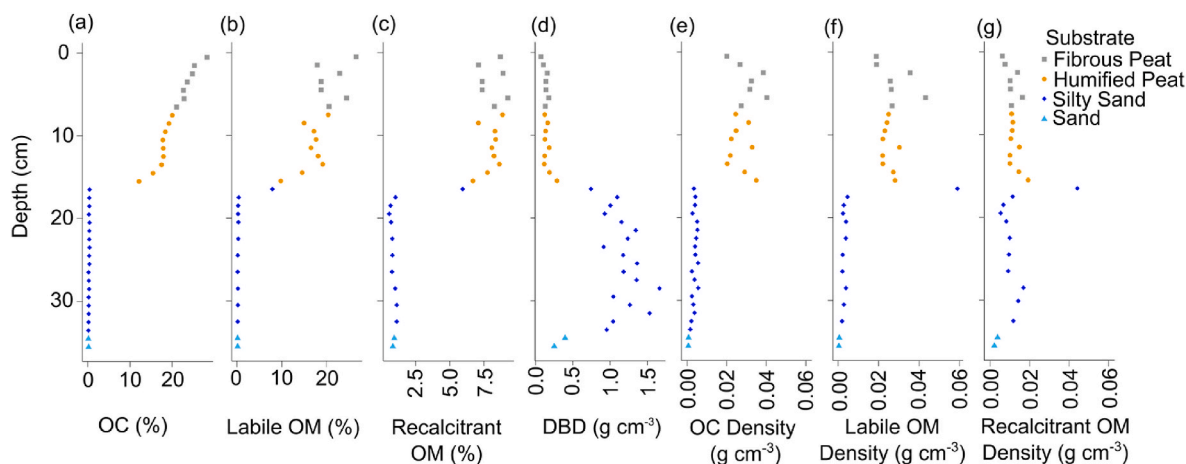 (a)
(b)
(c)
(d)
(e)
(f)
(g)
Substrate
Fibrous Peat
Humified Peat
Silty Sand
Sand
Depth (cm)
0
10
20
30
0
20
OC (%)
0
20
Labile OM (%)
2.5
5.0
7.5
Recalcitrant
OM (%)
0.0
0.5
1.0
1.5
DBD (g cm⁻³)
0.00
0.02
0.04
0.06
OC Density
(g cm⁻³)
0.00
0.02
0.04
0.06
Labile OM
Density (g cm⁻³)
0.00
0.02
0.04
0.06
Recalcitrant OM
Density (g cm⁻³)